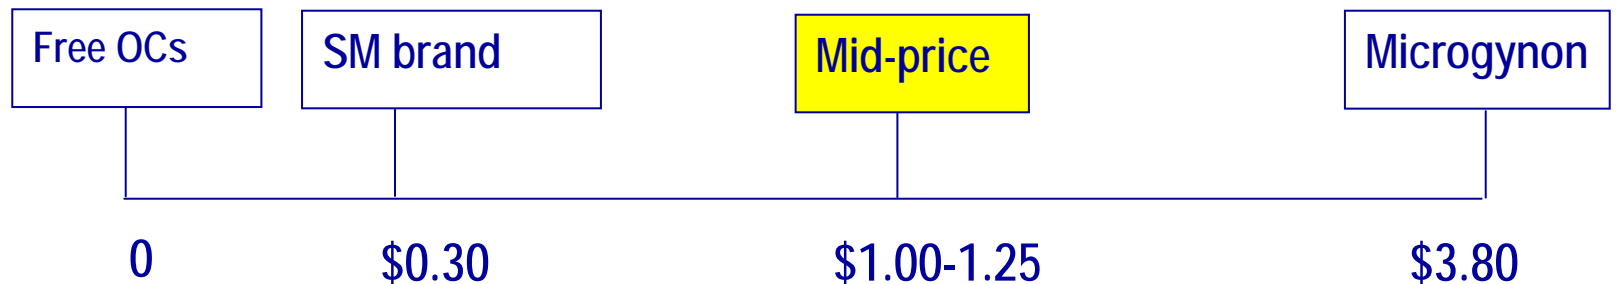 Free OCs
SM brand
Mid-price
Microgynon
0
$0.30
$1.00-1.25
$3.80